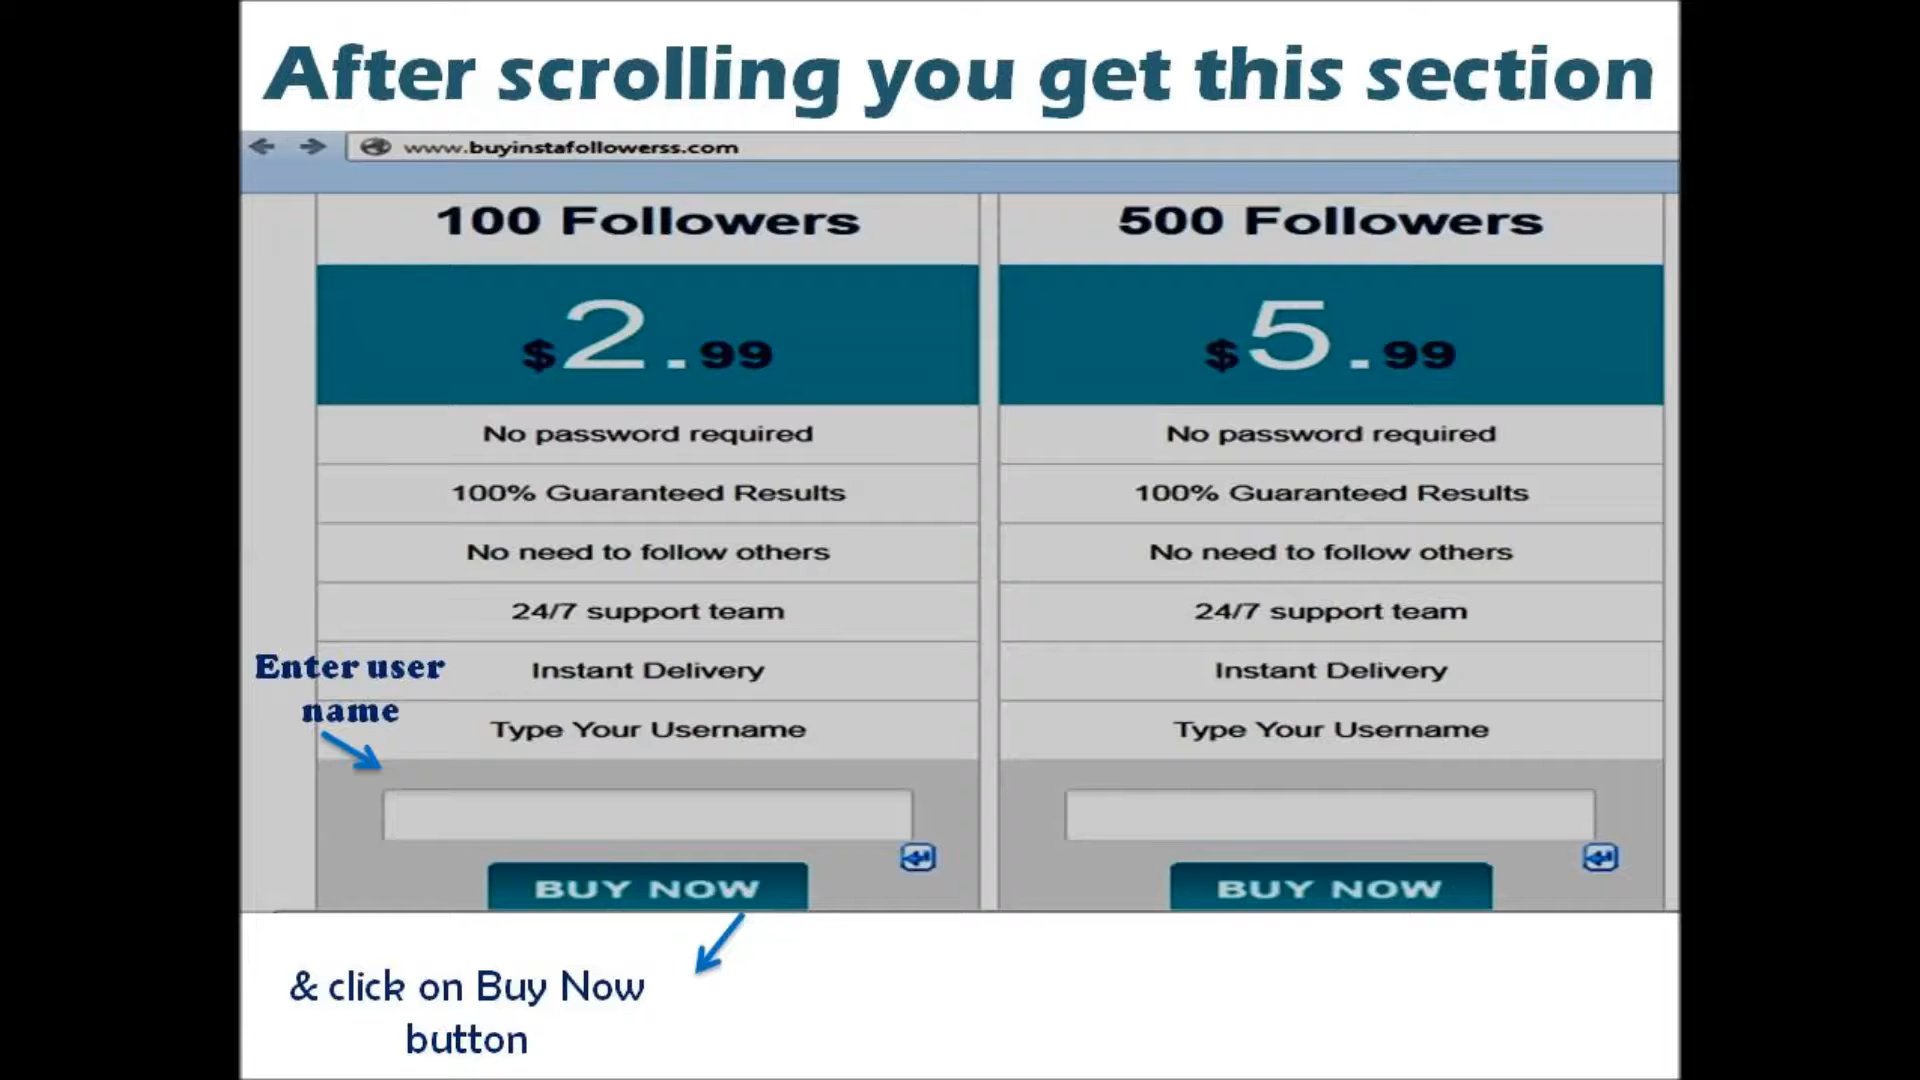 After scrolling you get this section
www.buyinstafollowerss.com
100 Followers
$2.99
No password required
100% Guaranteed Results
No need to follow others
24/7 support team
Instant Delivery
Type Your Username
BUY NOW
500 Followers
$5.99
No password required
100% Guaranteed Results
No need to follow others
24/7 support team
Instant Delivery
Type Your Username
BUY NOW
Enter user
name
& click on Buy Now
button